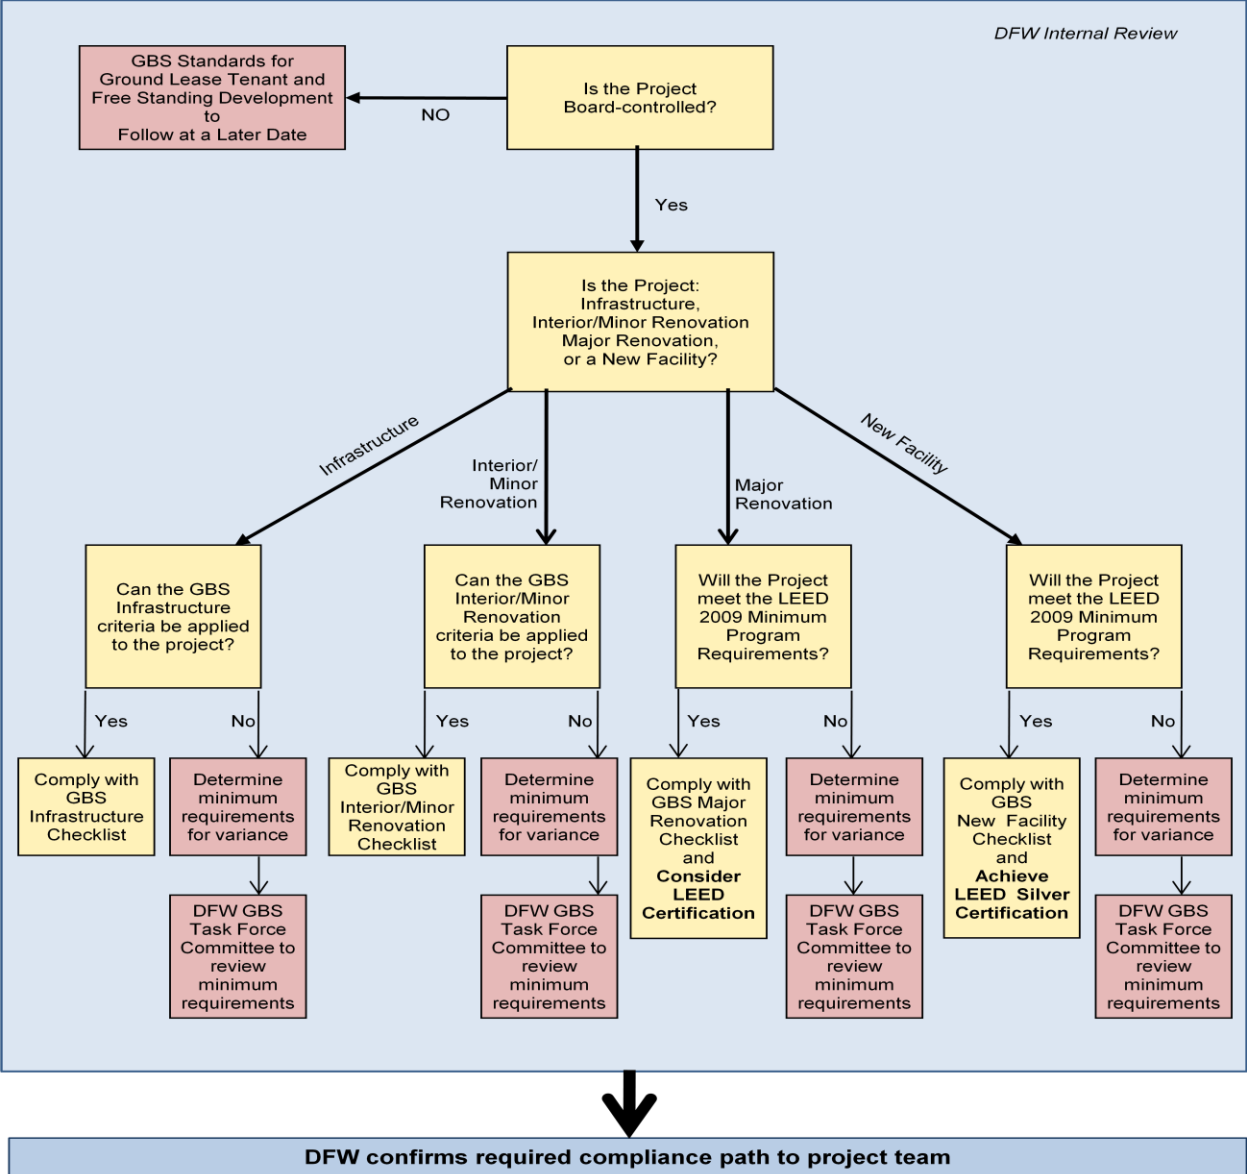 DFW Internal Review
GBS Standards for
Ground Lease Tenant and
Free Standing Development
to
Follow at a Later Date
NO
Is the Project
Board-controlled?
Yes
Is the Project:
Infrastructure,
Interior/Minor Renovation
Major Renovation,
or a New Facility?
Infrastructure
Interior/
Minor
Renovation
Major
Renovation
New Facility
Can the GBS
Infrastructure
criteria be applied
to the project?
Can the GBS
Interior/Minor
Renovation
criteria be applied
to the project?
Will the Project
meet the LEED
2009 Minimum
Program
Requirements?
Will the Project
meet the LEED
2009 Minimum
Program
Requirements?
Yes
No
Yes
No
Yes
No
Yes
No
Comply with
GBS
Infrastructure
Checklist
Determine
minimum
requirements
for variance
Comply with
GBS
Interior/Minor
Renovation
Checklist
Determine
minimum
requirements
for variance
Comply with
GBS Major
Renovation
Checklist
and
Consider
LEED
Certification
Determine
minimum
requirements
for variance
Comply with
GBS
New Facility
Checklist
and
Achieve
LEED Silver
Certification
Determine
minimum
requirements
for variance
DFW GBS
Task Force
Committee to
review
minimum
requirements
DFW GBS
Task Force
Committee to
review
minimum
requirements
DFW GBS
Task Force
Committee to
review
minimum
requirements
DFW GBS
Task Force
Committee to
review
minimum
requirements
DFW confirms required compliance path to project team